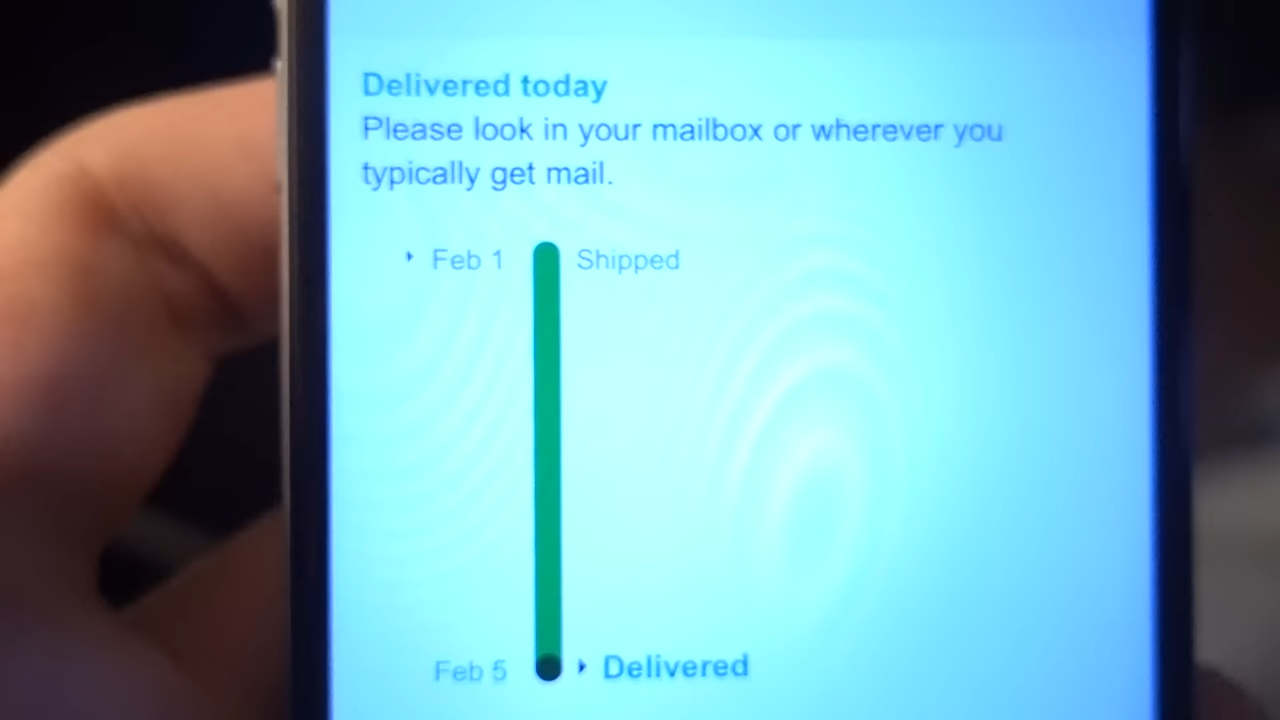 Delivered today
Please look in your mailbox or wherever you
typically get mail.
Feb 1 Shipped
Feb 5 Delivered